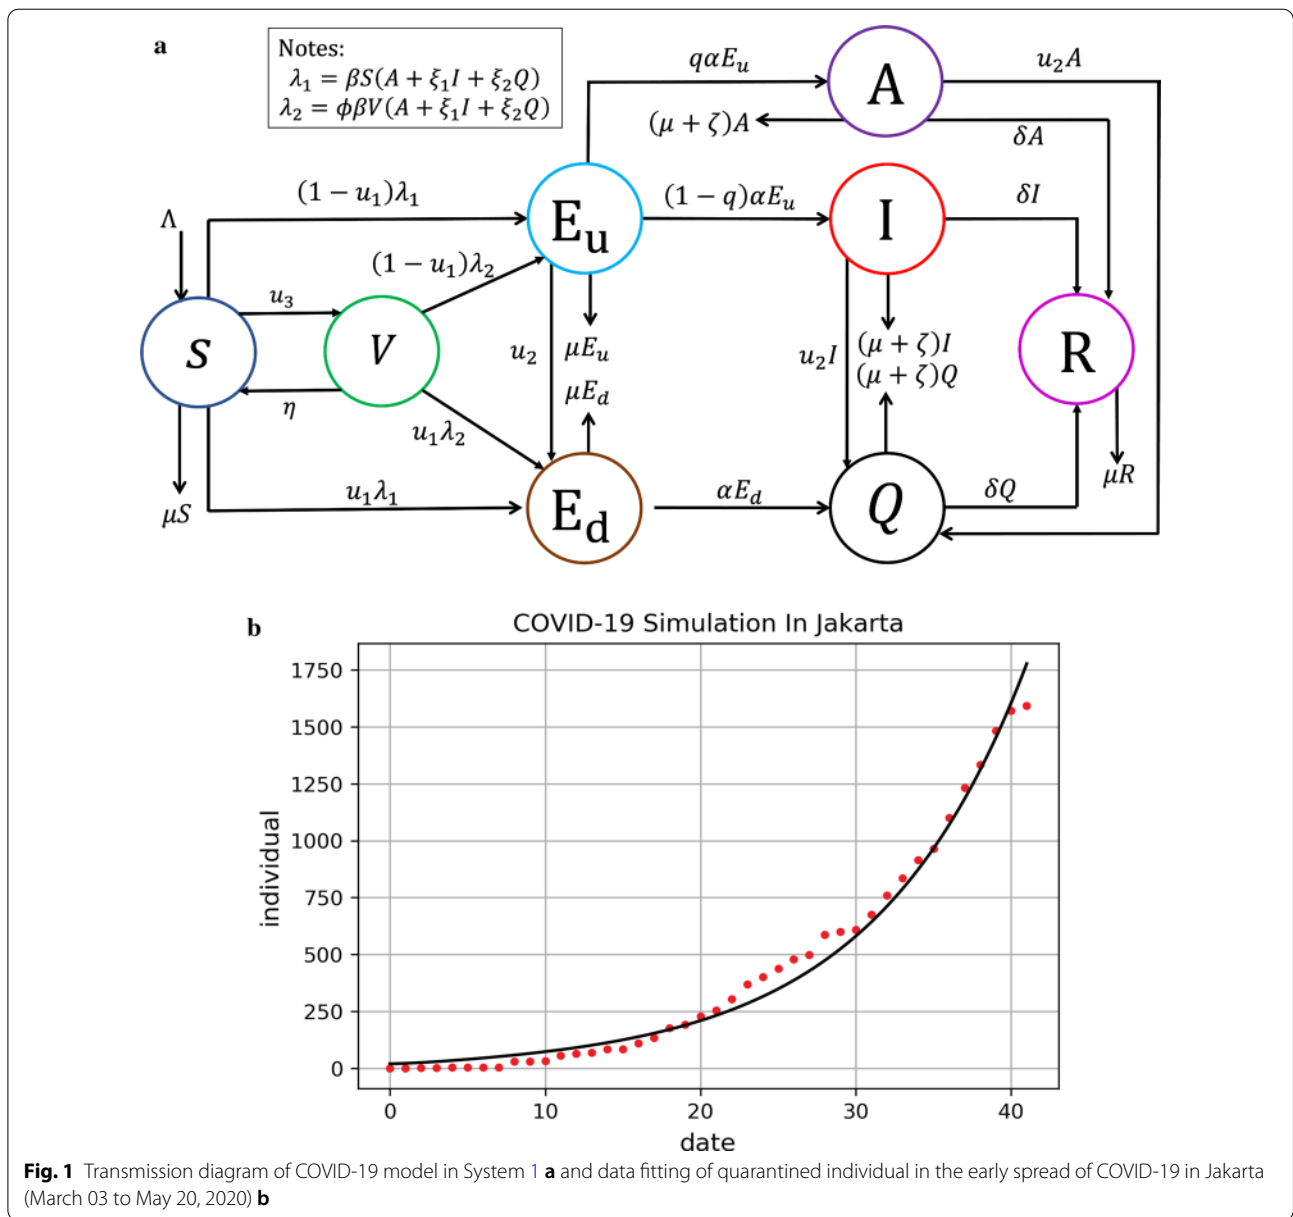 a
Notes:
λ₁ = βS(A + ξ₁I + ξ₂Q)
λ₂ = ϕβV(A + ξ₁I + ξ₂Q)
qαEᵤ
A
u₂A
(μ + ζ)A
δA
(1 − u₁)λ₁
Eᵤ
(1 − q)αEᵤ
I
δI
Λ
(1 − u₁)λ₂
u₃
S
V
η
u₂
μEᵤ
μE_d
u₂I
(μ + ζ)I
(μ + ζ)Q
R
u₁λ₂
u₁λ₁
μS
E_d
αE_d
Q
δQ
μR
b
COVID-19 Simulation In Jakarta
1750
1500
1250
1000
750
500
250
0
individual
0 10 20 30 40
date
Fig. 1 Transmission diagram of COVID-19 model in System 1 a and data fitting of quarantined individual in the early spread of COVID-19 in Jakarta
(March 03 to May 20, 2020) b